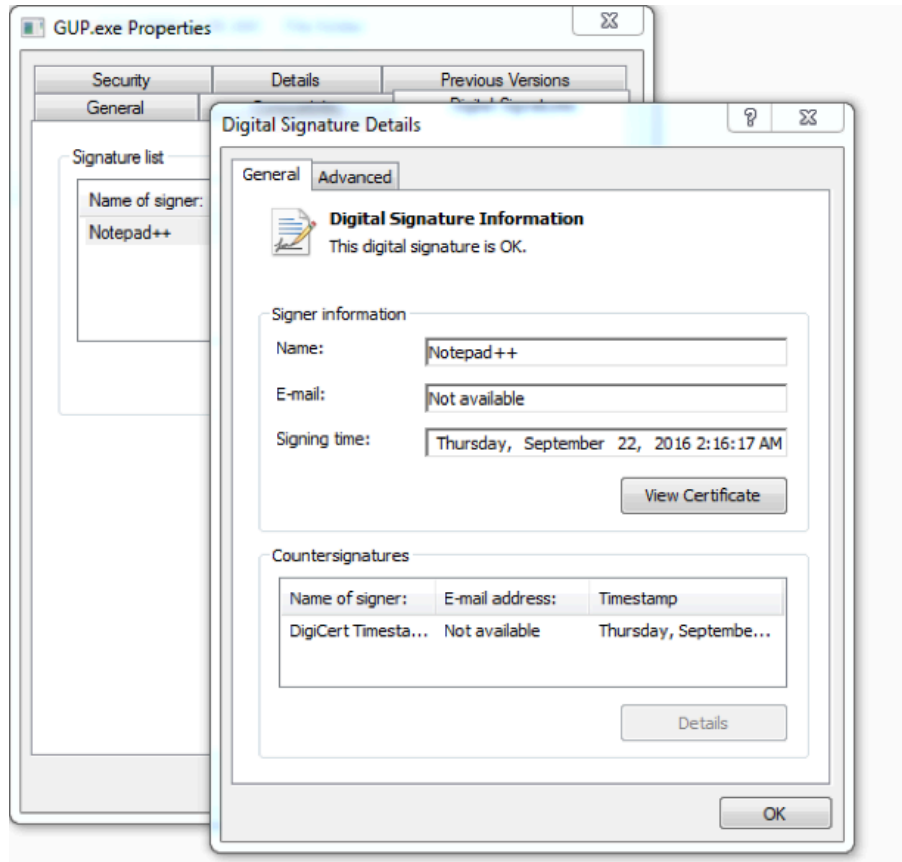 GUP.exe Properties
Security Details Previous Versions
General
Signature list
Name of signer:
Notepad++
Digital Signature Details
General Advanced
Digital Signature Information
This digital signature is OK.
Signer information
Name: Notepad++
E-mail: Not available
Signing time: Thursday, September 22, 2016 2:16:17 AM
View Certificate
Countersignatures
Name of signer: E-mail address: Timestamp
DigiCert Timesta... Not available Thursday, Septembe...
Details
OK